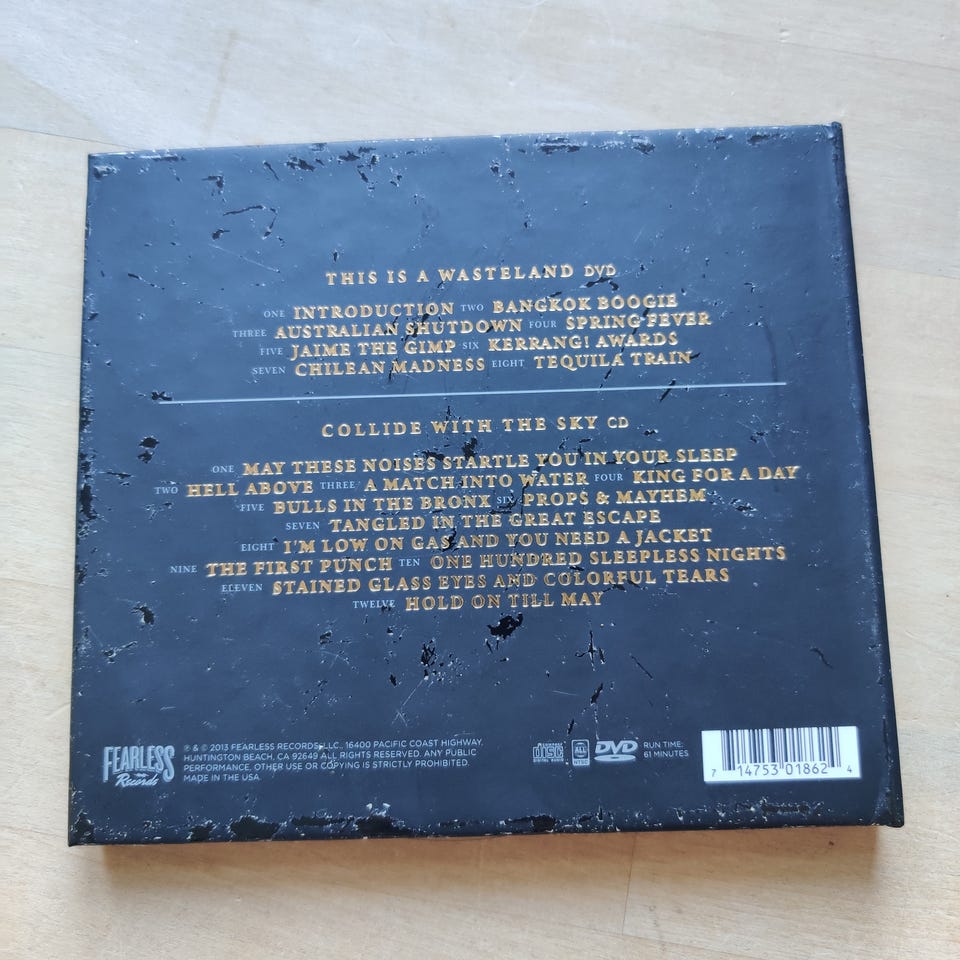 THIS IS A WASTELAND DVD
ONE INTRODUCTION TWO BANGKOK BOOGIE
THREE AUSTRALIAN SHUTDOWN FOUR SPRING FEVER
FIVE JAIME THE GIMP SIX KERRANG! AWARDS
SEVEN CHILEAN MADNESS EIGHT TEQUILA TRAIN
COLLIDE WITH THE SKY CD
ONE MAY THESE NOISES STARTLE YOU IN YOUR SLEEP
TWO HELL ABOVE THREE A MATCH INTO WATER FOUR KING FOR A DAY
FIVE BULLS IN THE BRONX SIX PROPS & MAYHEM
SEVEN TANGLED IN THE GREAT ESCAPE
EIGHT I'M LOW ON GAS AND YOU NEED A JACKET
NINE THE FIRST PUNCH TEN ONE HUNDRED SLEEPLESS NIGHTS
ELEVEN STAINED GLASS EYES AND COLORFUL TEARS
TWELVE HOLD ON TILL MAY
FEARLESS
Records
℗ & © 2013 FEARLESS RECORDS, LLC. 16400 PACIFIC COAST HIGHWAY,
HUNTINGTON BEACH, CA 92649 ALL RIGHTS RESERVED. ANY PUBLIC
PERFORMANCE, OTHER USE OR COPYING IS STRICTLY PROHIBITED.
MADE IN THE USA.
COMPACT
disc
DIGITAL AUDIO
ALL
DVD
RUN TIME:
61 MINUTES
7 14753 01862 4